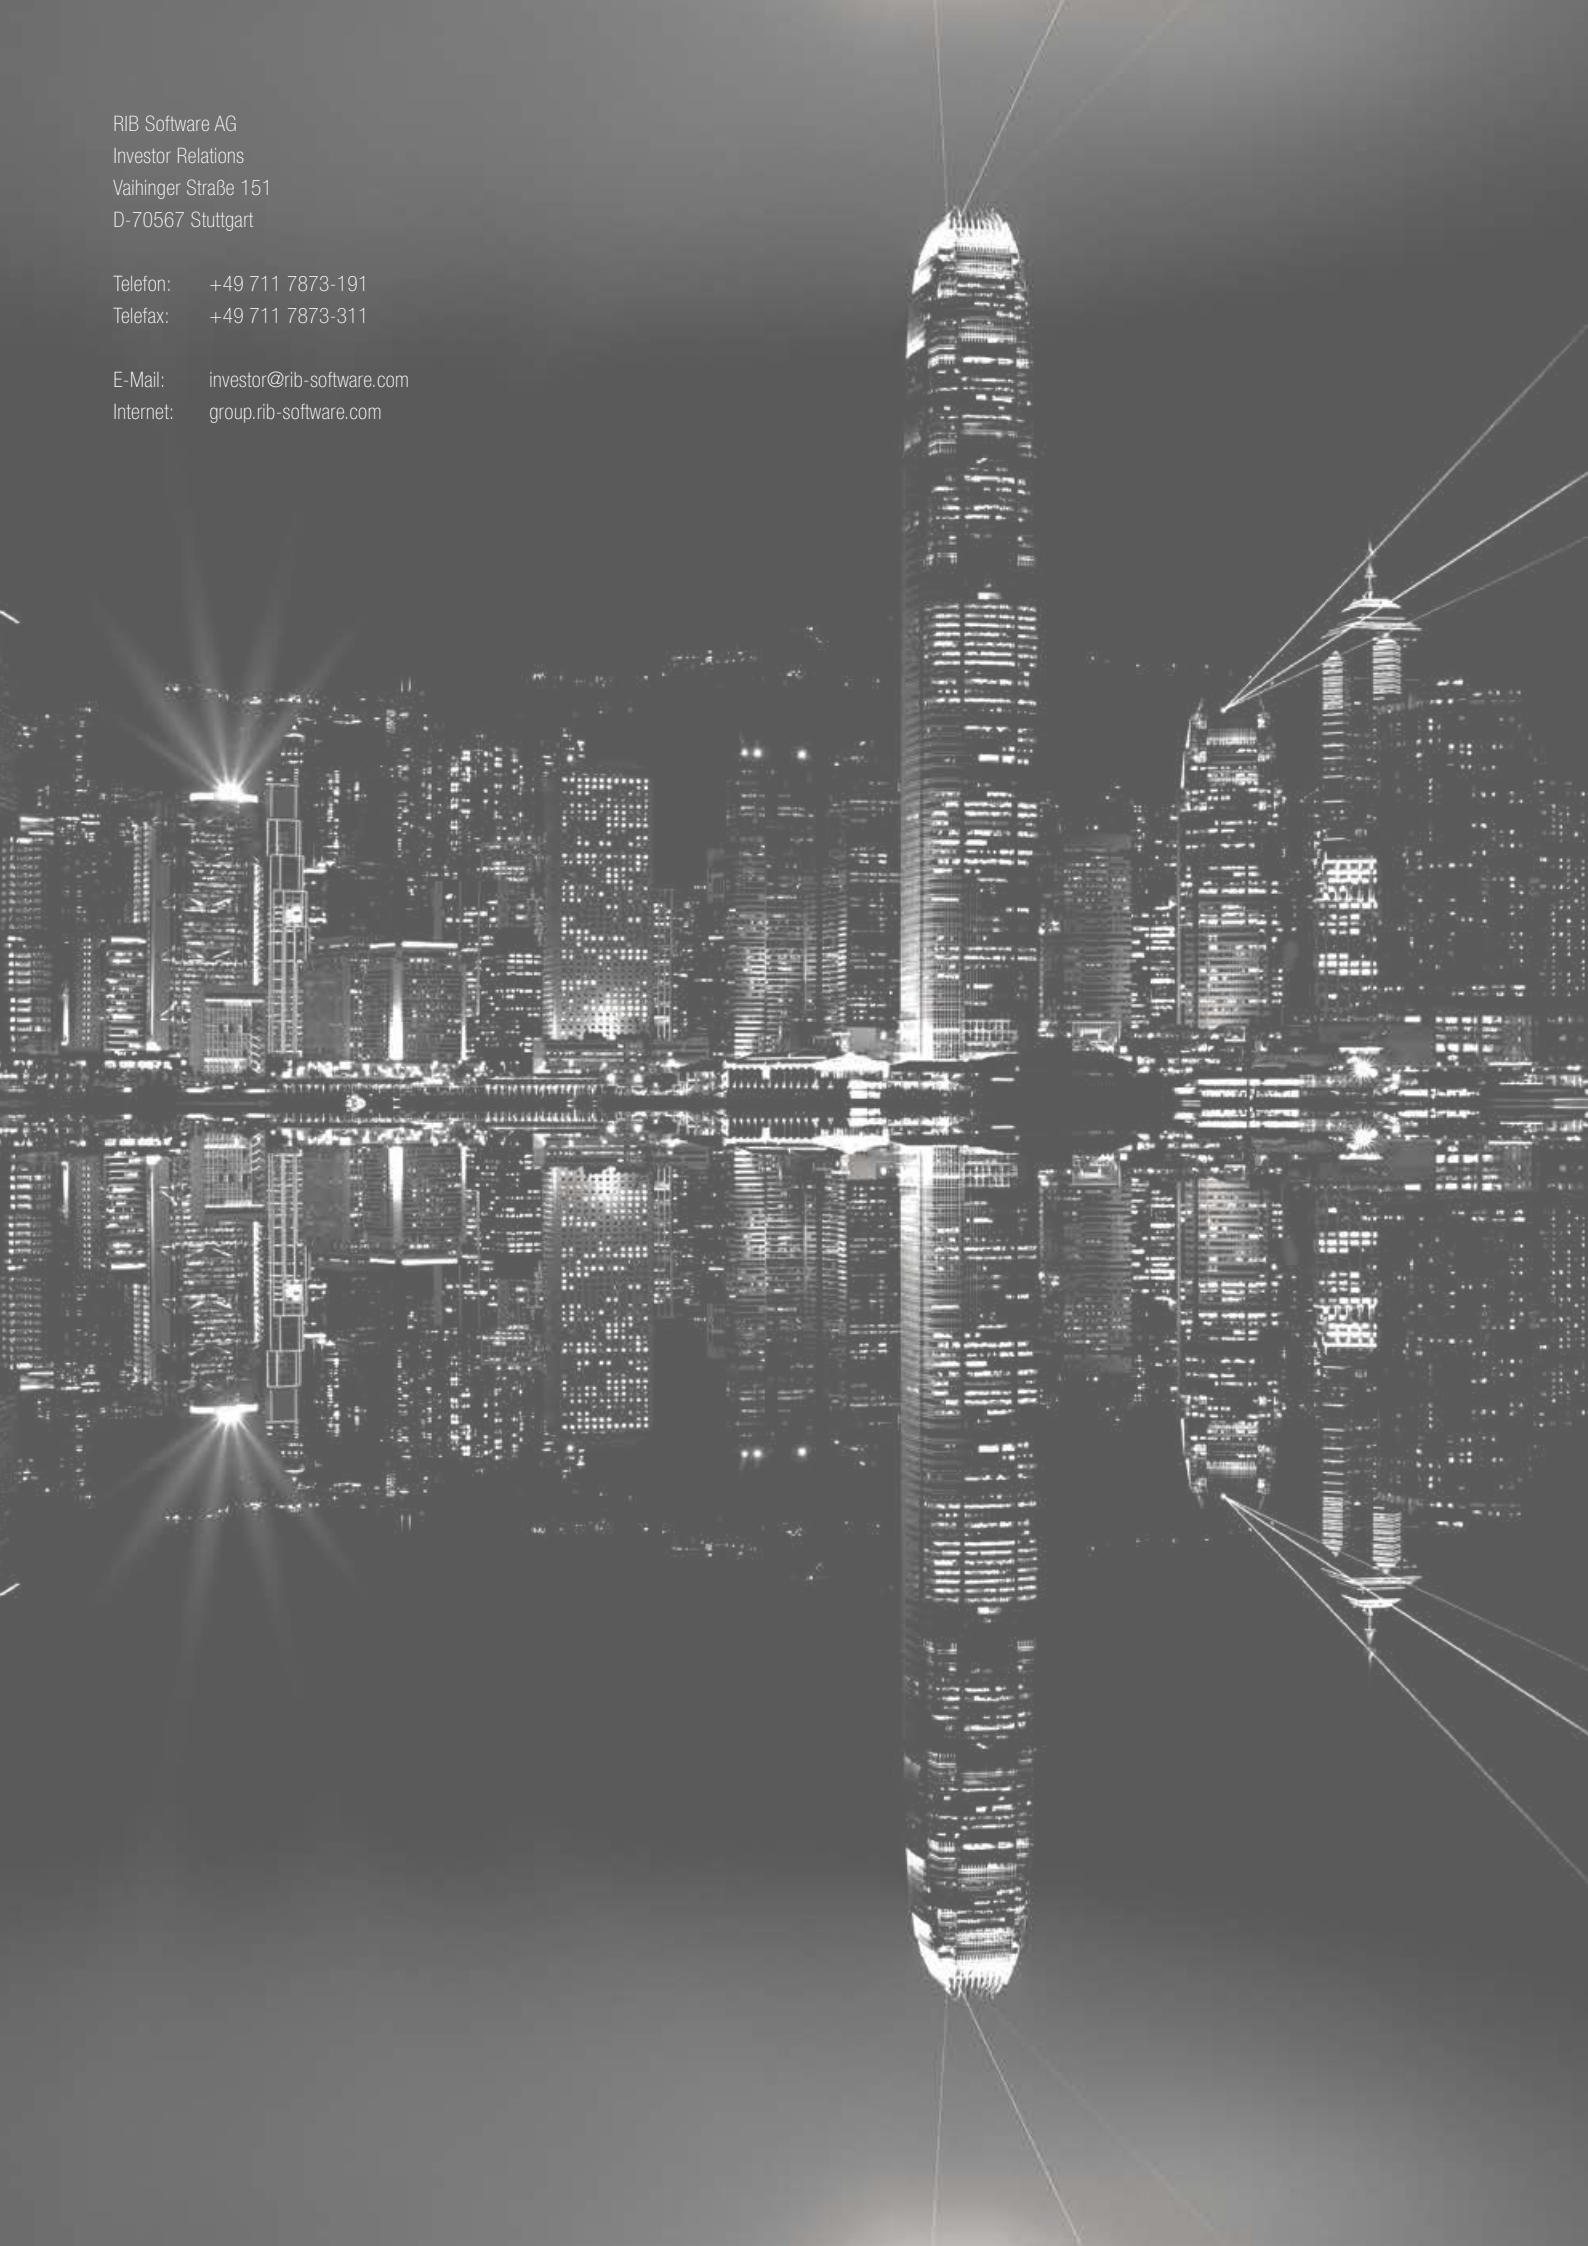 RIB Software AG
Investor Relations
Vaihinger Straße 151
D-70567 Stuttgart
Telefon: +49 711 7873-191
Telefax: +49 711 7873-311
E-Mail: investor@rib-software.com
Internet: group.rib-software.com